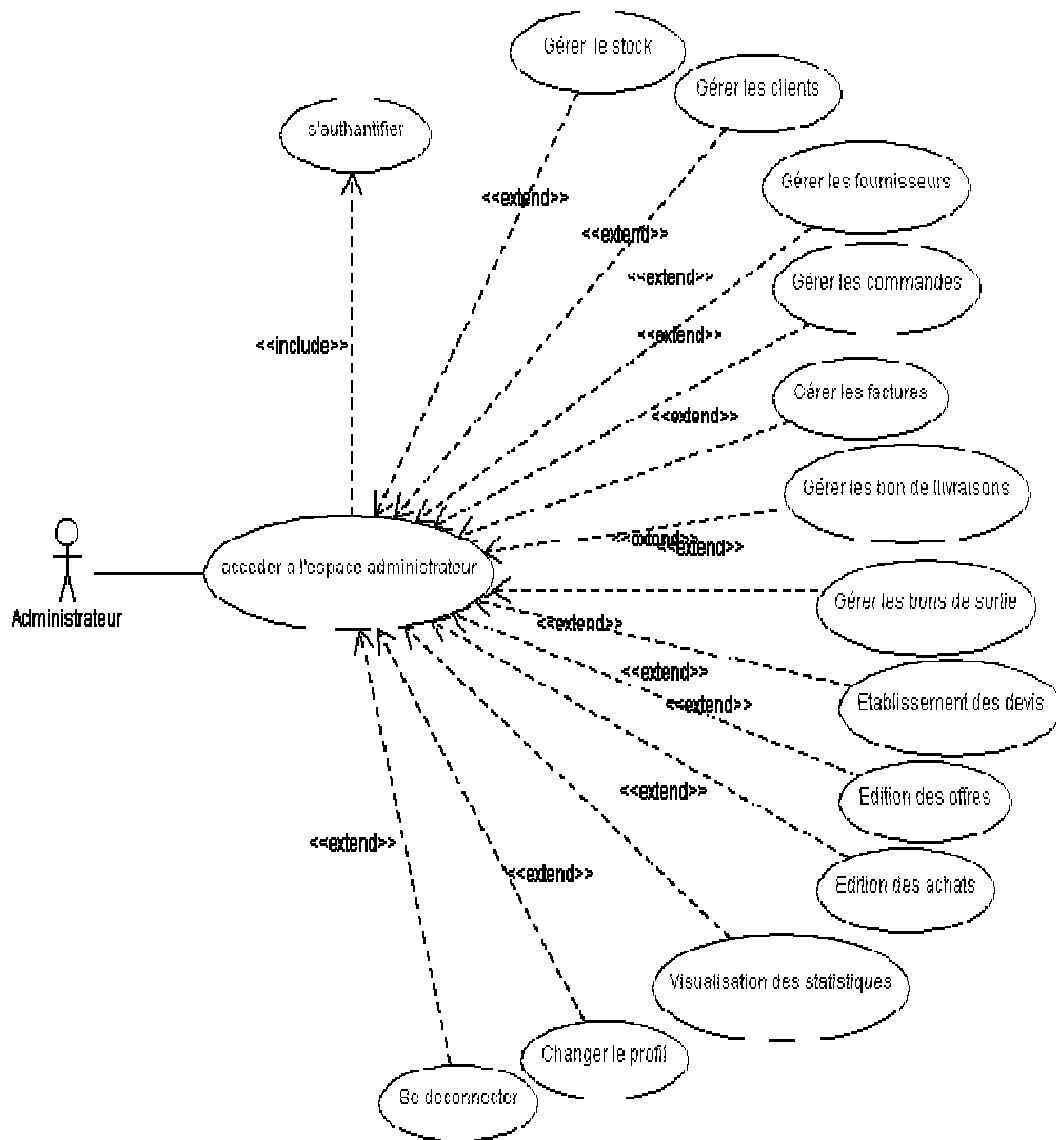 Gérer le stock
Gérer les clients
s'authantifier
Gérer les fournisseurs
<<extend>>
<<extend>>
<<extend>>
Gérer les commandes
<<extend>>
<<include>>
Gérer les factures
<<extend>>
Gérer les bon de livraisons
<<extend>>
<<extend>>
acceder a l'espace administrateur
Administrateur
Gérer les bons de sortie
<<extend>>
<<extend>>
<<extend>>
Etablissement des devis
<<extend>>
Edition des offres
<<extend>>
<<extend>>
Edition des achats
Visualisation des statistiques
Changer le profil
Se deconnecter